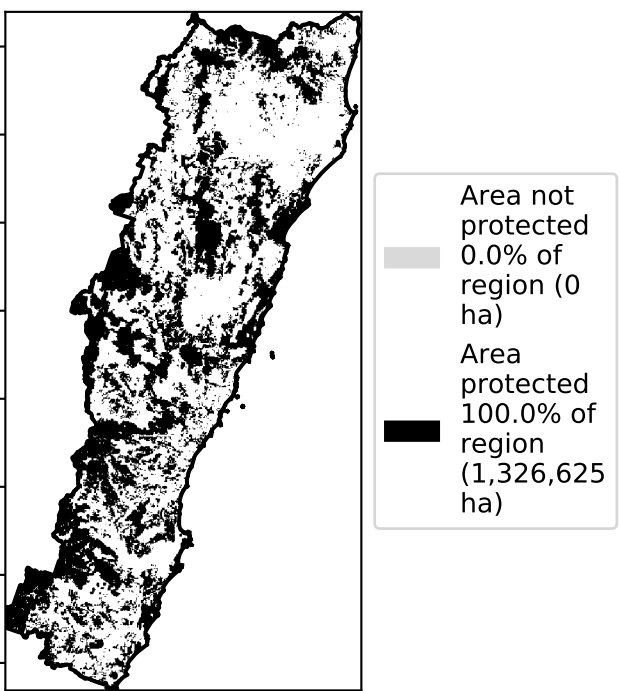 Area not
protected
0.0% of
region (0
ha)
Area
protected
100.0% of
region
(1,326,625
ha)